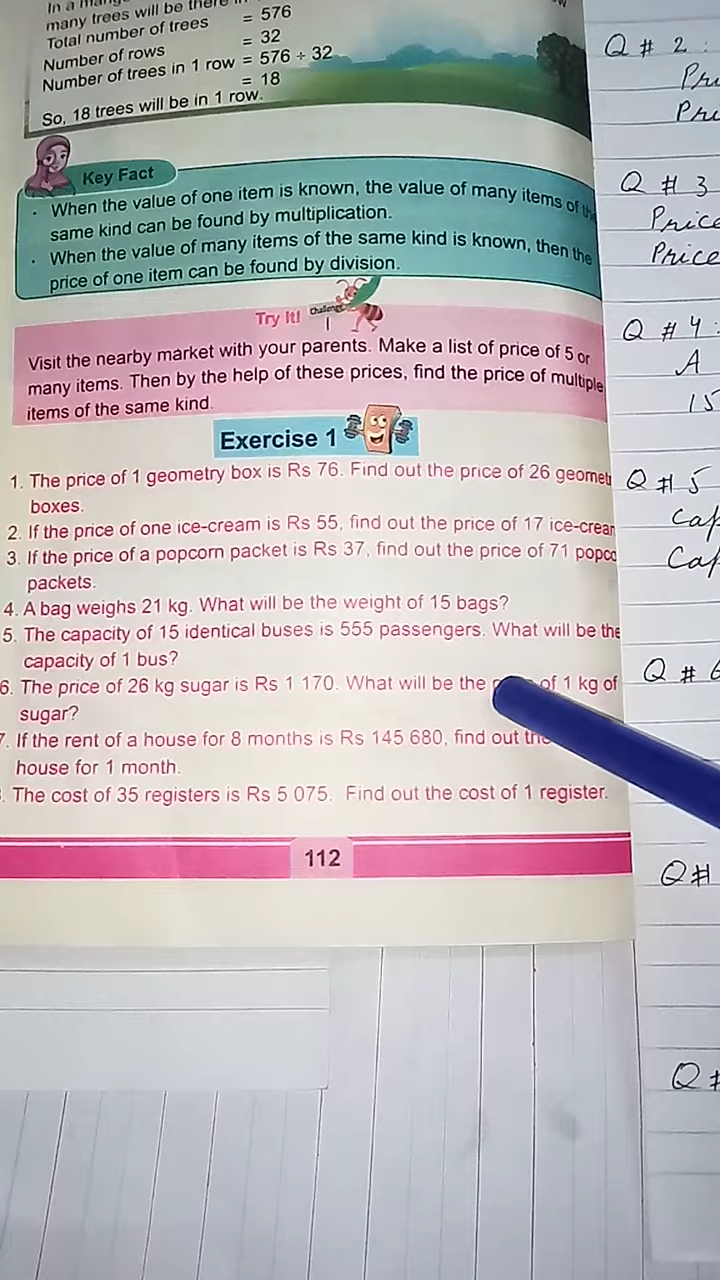 In a
many trees will be there in
Total number of trees = 576
Number of rows = 32
Number of trees in 1 row = 576 ÷ 32
= 18
So, 18 trees will be in 1 row.
Key Fact
· When the value of one item is known, the value of many items of the
same kind can be found by multiplication.
· When the value of many items of the same kind is known, then the
price of one item can be found by division.
Try It!
Challenge
Visit the nearby market with your parents. Make a list of price of 5 or
many items. Then by the help of these prices, find the price of multiple
items of the same kind.
Exercise 1
1. The price of 1 geometry box is Rs 76. Find out the price of 26 geomet
boxes.
2. If the price of one ice-cream is Rs 55, find out the price of 17 ice-crear
3. If the price of a popcorn packet is Rs 37, find out the price of 71 popco
packets.
4. A bag weighs 21 kg. What will be the weight of 15 bags?
5. The capacity of 15 identical buses is 555 passengers. What will be the
capacity of 1 bus?
6. The price of 26 kg sugar is Rs 1 170. What will be the of 1 kg of
sugar?
7. If the rent of a house for 8 months is Rs 145 680, find out the
house for 1 month.
. The cost of 35 registers is Rs 5 075. Find out the cost of 1 register.
112
Q # 2 :
Pri
Pri
Q # 3
Price
Price
Q # 4 :
A
15
Q # 5
Cap
Cap
Q # 6
Q #
Q #